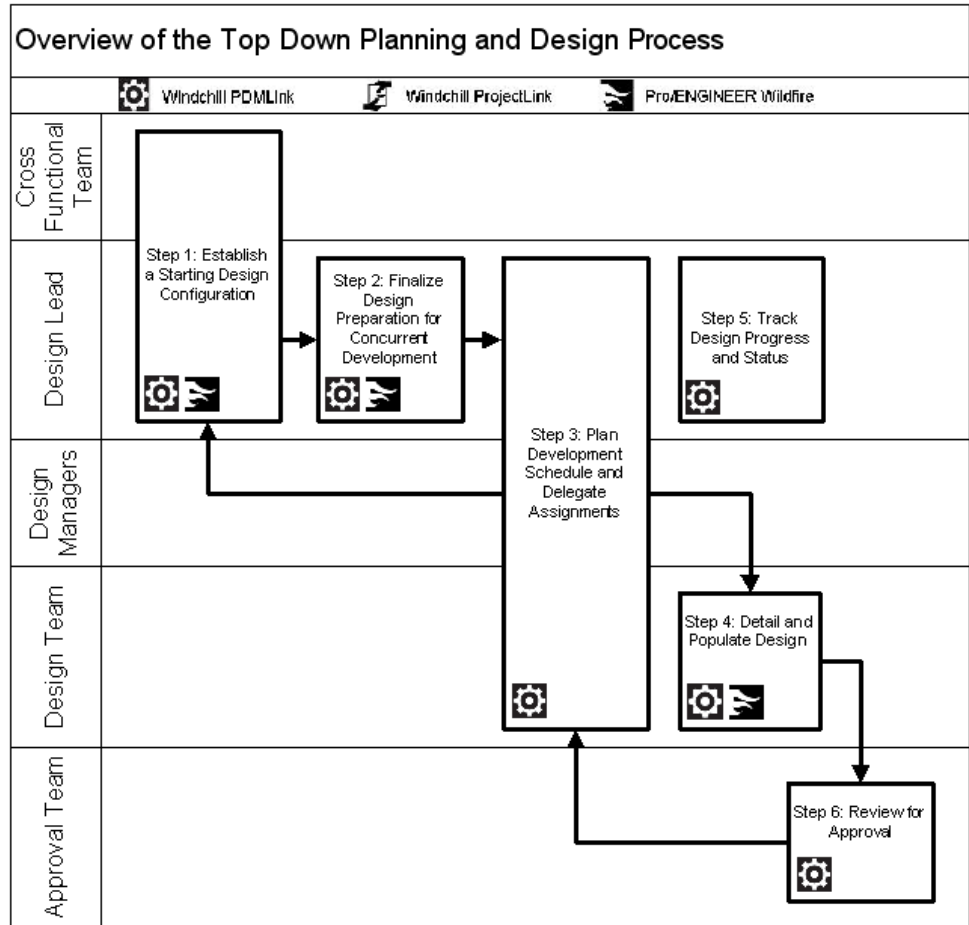 Overview of the Top Down Planning and Design Process
Windchill PDMLink
Windchill ProjectLink
Pro/ENGINEER Wildfire
Cross
Functional
Team
Design Lead
Design
Managers
Design Team
Approval Team
Step 1: Establish
a Starting Design
Configuration
Step 2: Finalize
Design
Preparation for
Concurrent
Development
Step 3: Plan
Development
Schedule and
Delegate
Assignments
Step 5: Track
Design Progress
and Status
Step 4: Detail and
Populate Design
Step 6: Review for
Approval